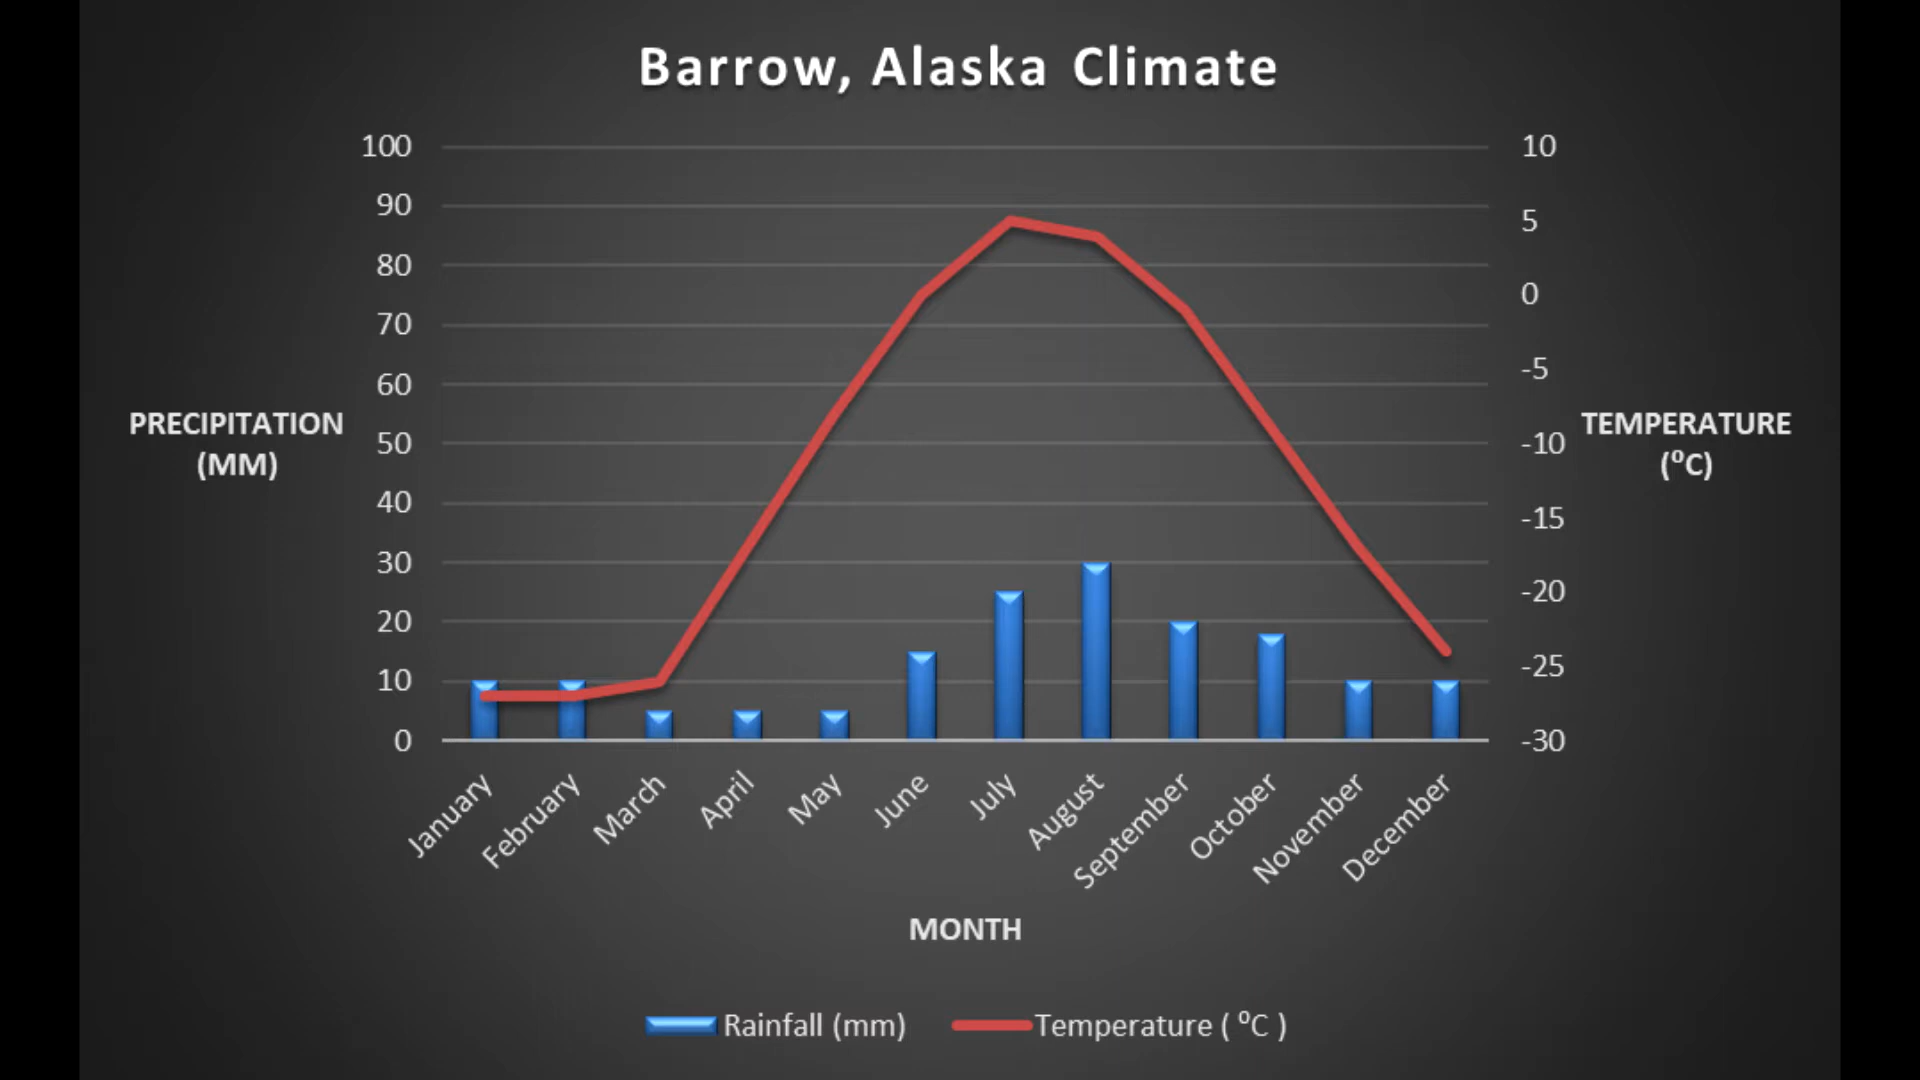 Barrow, Alaska Climate
100
90
80
70
60
50
40
30
20
10
0
PRECIPITATION
(MM)
10
5
0
-5
-10
-15
-20
-25
-30
TEMPERATURE
(⁰C)
January
February
March
April
May
June
July
August
September
October
November
December
MONTH
Rainfall (mm)
Temperature ( ⁰C )